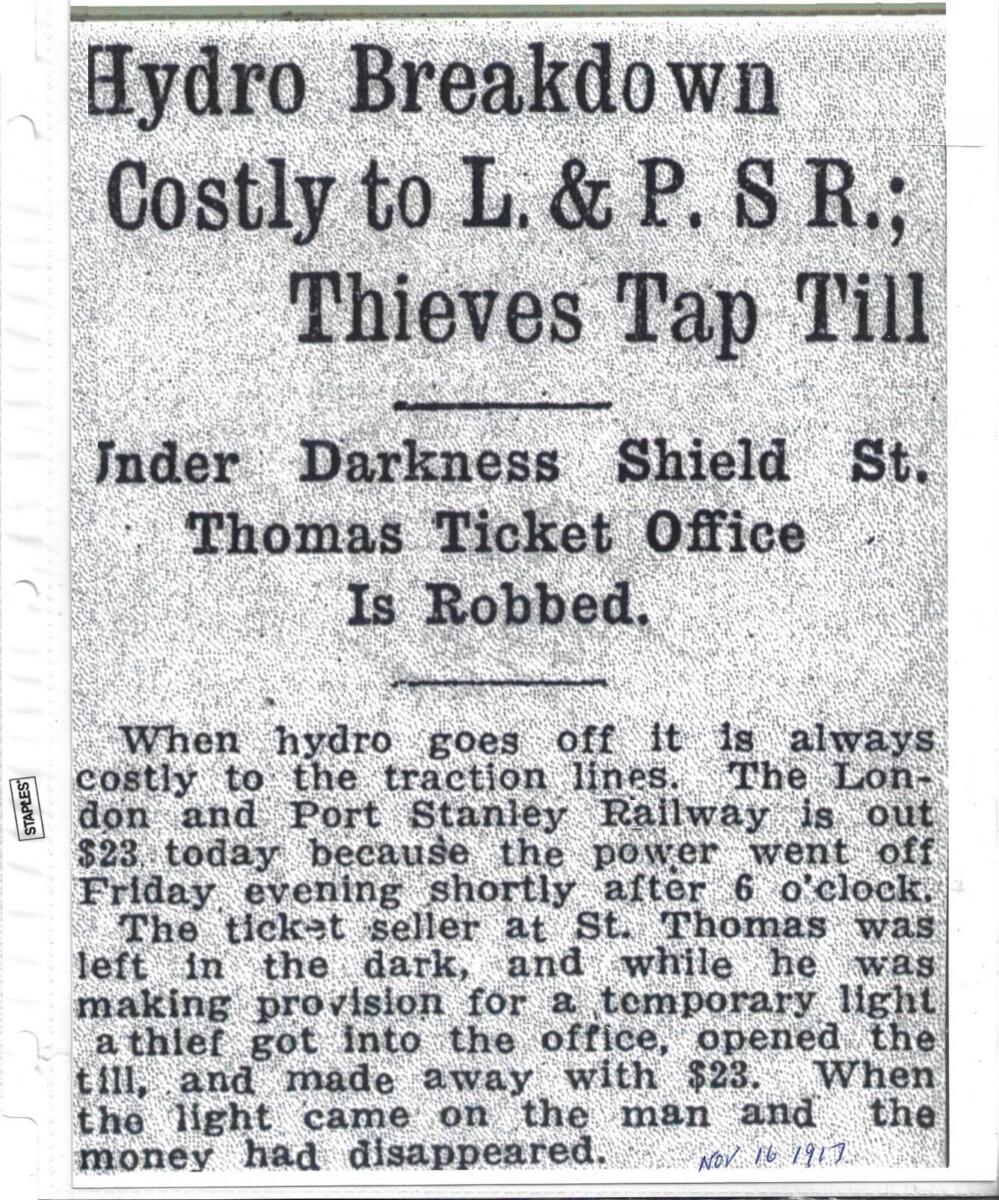 Hydro Breakdown
Costly to L. & P. S R.;
Thieves Tap Till
Under Darkness Shield St.
Thomas Ticket Office
Is Robbed.
When hydro goes off it is always
costly to the traction lines. The Lon-
don and Port Stanley Railway is out
$23 today because the power went off
Friday evening shortly after 6 o'clock.
The ticket seller at St. Thomas was
left in the dark, and while he was
making provision for a temporary light
a thief got into the office, opened the
till, and made away with $23. When
the light came on the man and the
money had disappeared.
NOV 16 1917
STAPLES